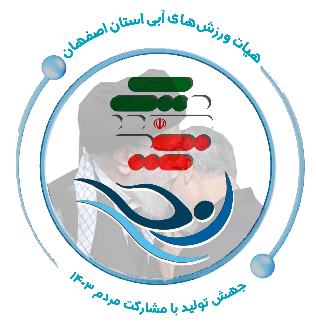 هیات ورزش‌های آبی استان اصفهان
جهش تولید با مشارکت مردم ۱۴۰۳